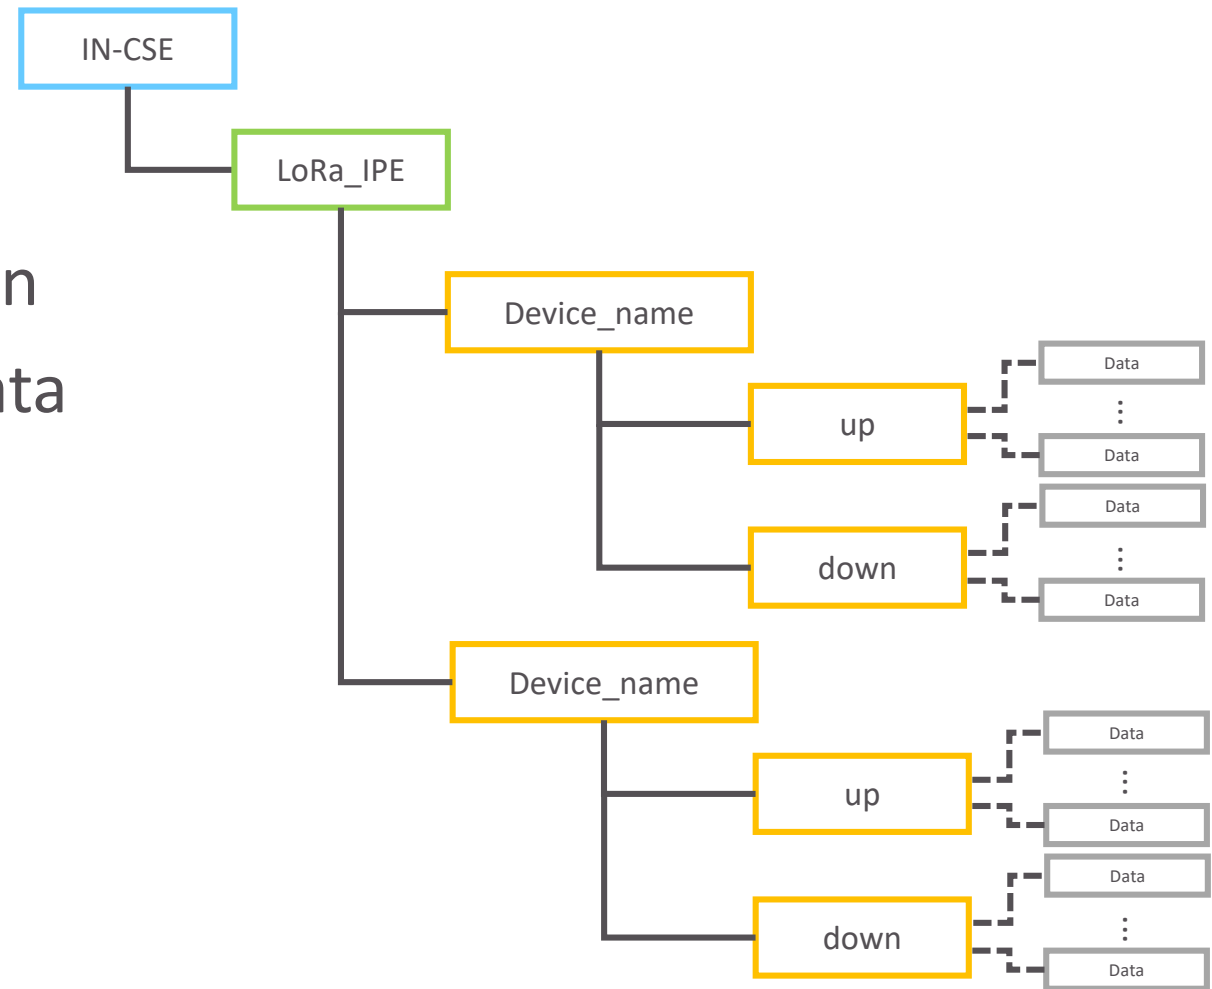 IN-CSE
LoRa_IPE
Device_name
up
Data
⋮
Data
down
Data
⋮
Data
Device_name
up
Data
⋮
Data
down
Data
⋮
Data